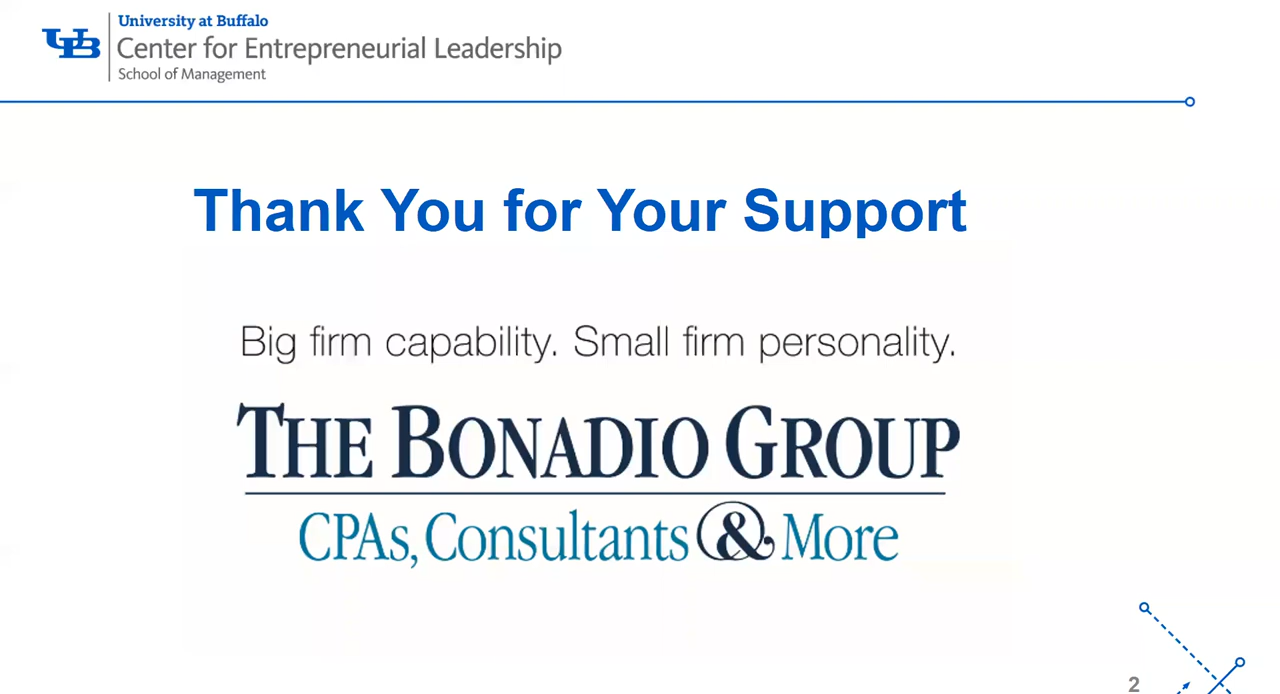 UB
University at Buffalo
Center for Entrepreneurial Leadership
School of Management
Thank You for Your Support
Big firm capability. Small firm personality.
THE BONADIO GROUP
CPAs, Consultants & More
2